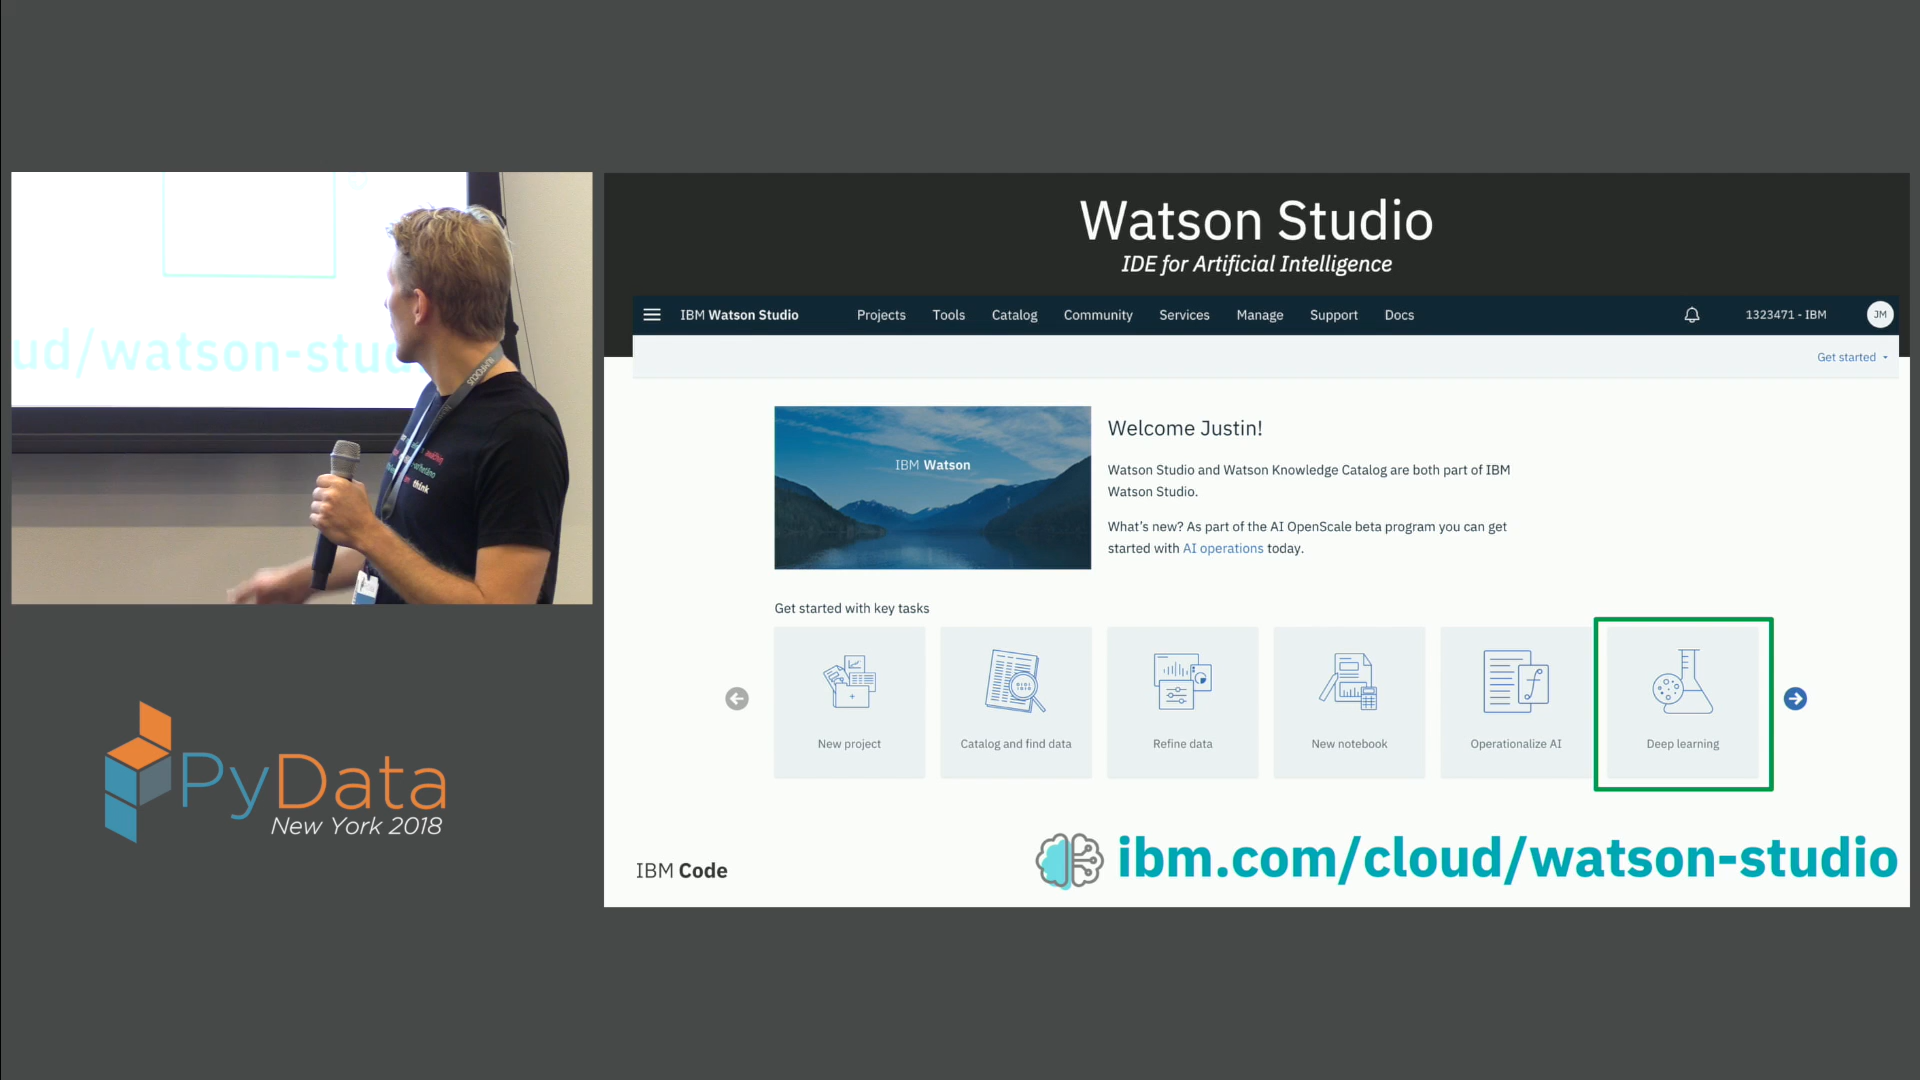 ud/watson-stud
think
PyData
New York 2018
Watson Studio
IDE for Artificial Intelligence
IBM Watson Studio Projects Tools Catalog Community Services Manage Support Docs 1323471 - IBM JM
Get started
IBM Watson
Welcome Justin!
Watson Studio and Watson Knowledge Catalog are both part of IBM
Watson Studio.
What's new? As part of the AI OpenScale beta program you can get
started with AI operations today.
Get started with key tasks
New project
Catalog and find data
Refine data
New notebook
Operationalize AI
Deep learning
IBM Code
ibm.com/cloud/watson-studio